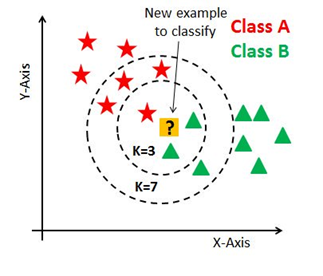 New example
to classify
Class A
Class B
Y-Axis
?
K=3
K=7
X-Axis